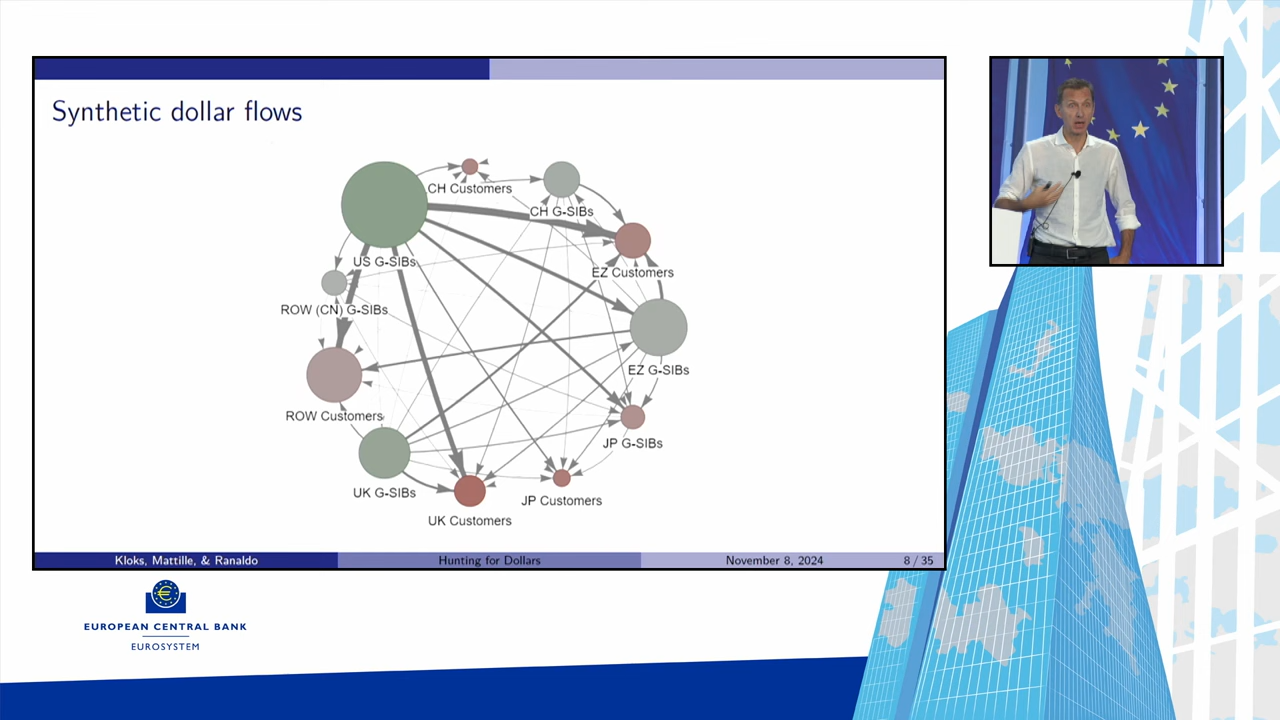 Synthetic dollar flows
CH Customers
CH G-SIBs
US G-SIBs
EZ Customers
ROW (CN) G-SIBs
EZ G-SIBs
ROW Customers
JP G-SIBs
UK G-SIBs
JP Customers
UK Customers
Kloks, Mattille, & Ranaldo
Hunting for Dollars
November 8, 2024
8 / 35
€
EUROPEAN CENTRAL BANK
EUROSYSTEM